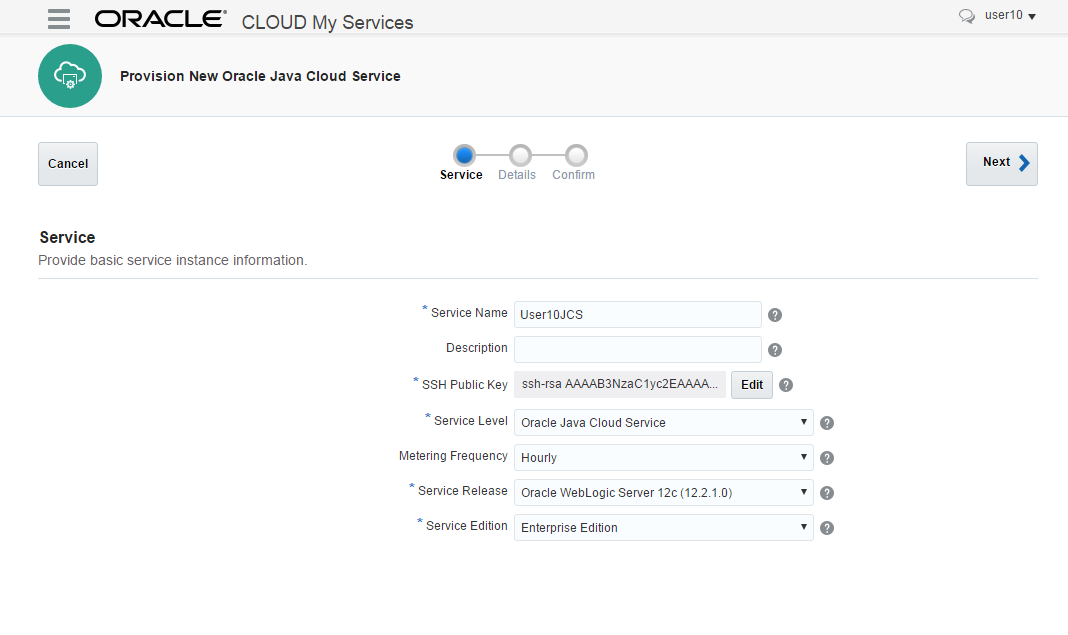 ORACLE® CLOUD My Services
user10
Provision New Oracle Java Cloud Service
Cancel
Service
Details
Confirm
Next
Service
Provide basic service instance information.
* Service Name User10JCS ?
Description ?
* SSH Public Key ssh-rsa AAAAB3NzaC1yc2EAAAA... Edit ?
* Service Level Oracle Java Cloud Service ?
Metering Frequency Hourly ?
* Service Release Oracle WebLogic Server 12c (12.2.1.0) ?
* Service Edition Enterprise Edition ?